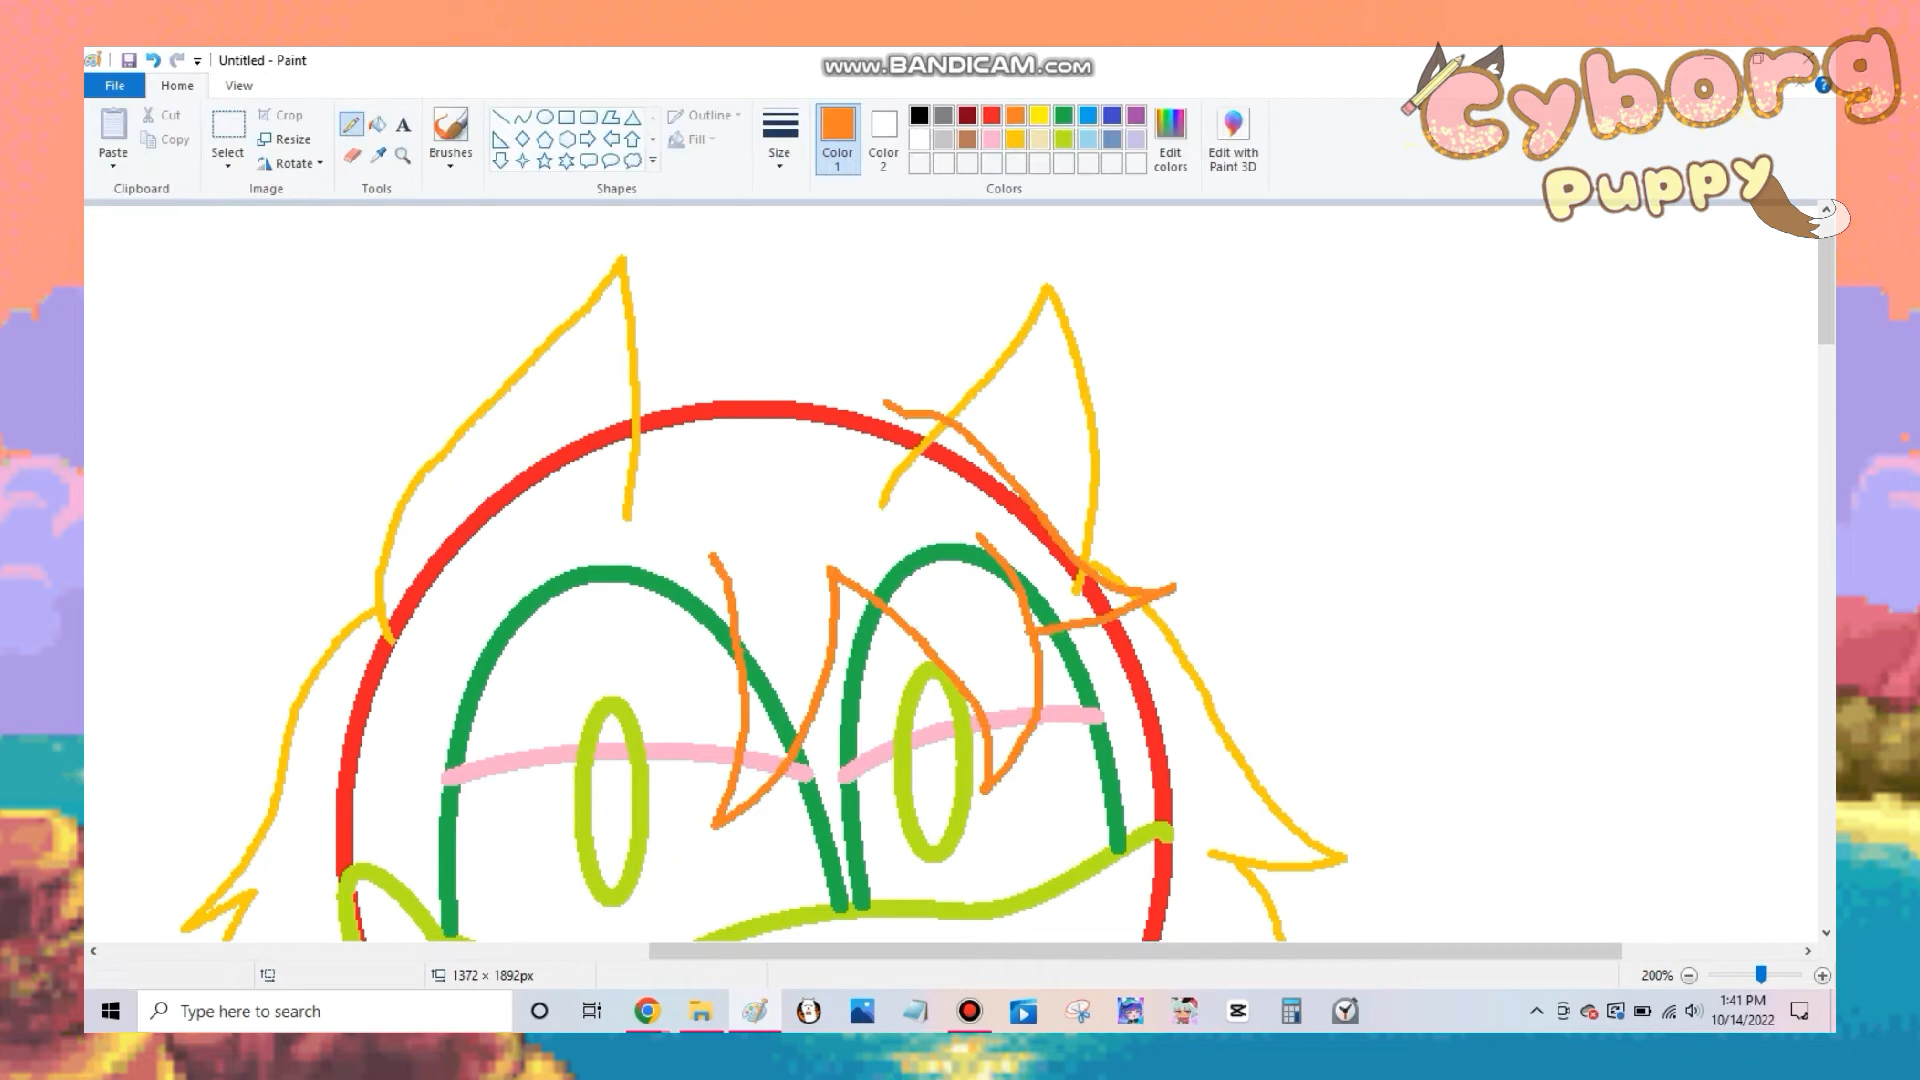 Untitled - Paint
www.BANDICAM.com
Cyborg
Puppy
File Home View
Paste
Cut
Copy
Clipboard
Select
Crop
Resize
Rotate
Image
A
Tools
Brushes
Outline
Fill
Shapes
Size
Color 1
Color 2
Edit colors
Edit with Paint 3D
Colors
1372 × 1892px
200%
Type here to search
1:41 PM
10/14/2022